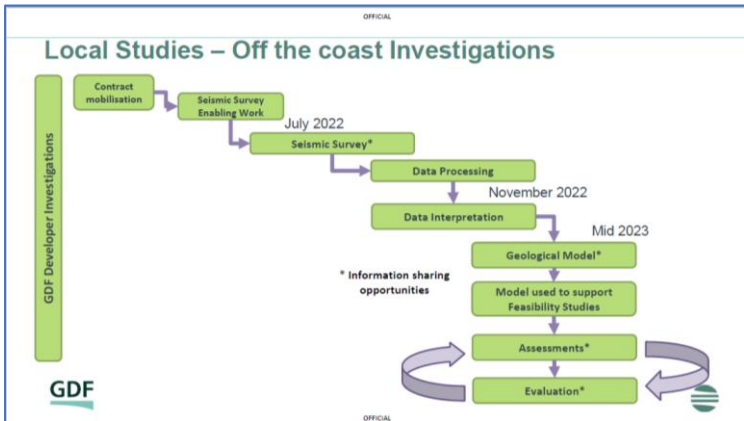 OFFICIAL
Local Studies – Off the coast Investigations
GDF Developer Investigations
Contract
mobilisation
Seismic Survey
Enabling Work
July 2022
Seismic Survey*
Data Processing
November 2022
Data Interpretation
Mid 2023
Geological Model*
* Information sharing
opportunities
Model used to support
Feasibility Studies
Assessments*
Evaluation*
GDF
OFFICIAL